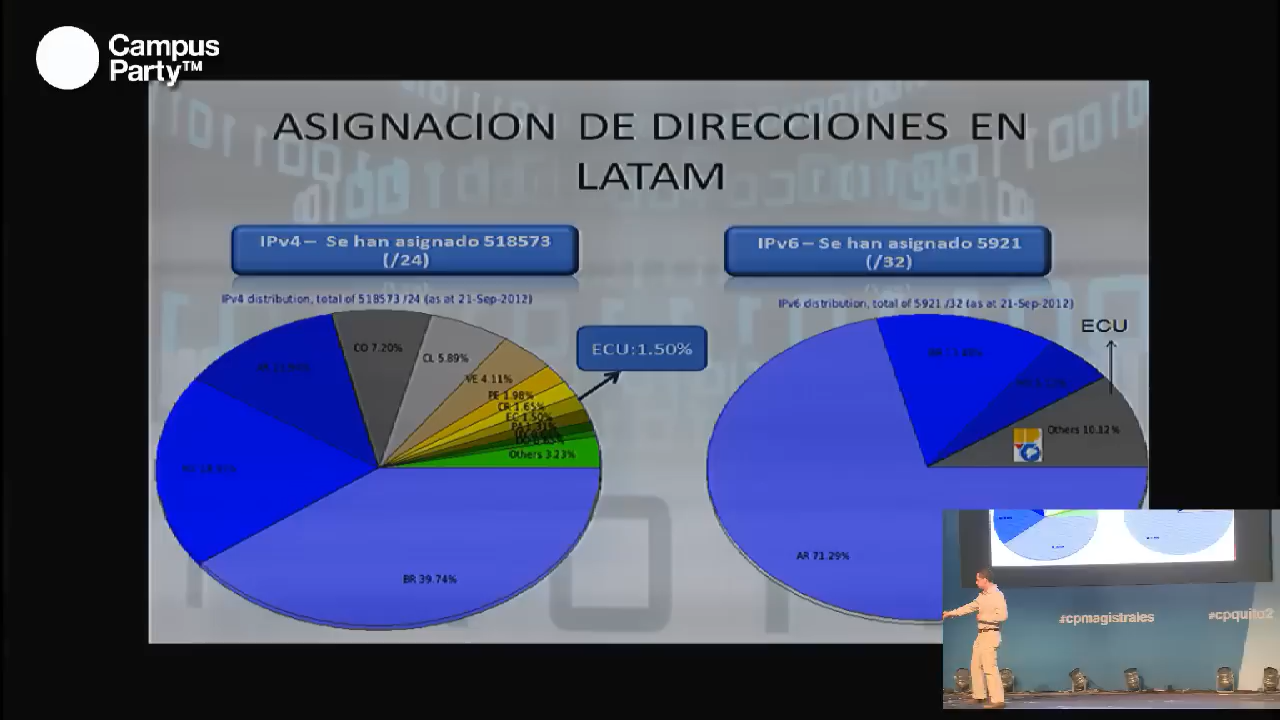 Campus
Party™
ASIGNACION DE DIRECCIONES EN
LATAM
IPv4 – Se han asignado 518573
(/24)
IPv6 – Se han asignado 5921
(/32)
IPv4 distribution, total of 518573 /24 (as at 21-Sep-2012)
IPv6 distribution, total of 5921 /32 (as at 21-Sep-2012)
ECU
ECU:1.50%
CO 7.20%
CL 5.89%
VE 4.11%
PE 1.98%
CR 1.65%
EC 1.50%
Others 3.23%
BR 39.74%
Others 10.12%
AR 71.29%
#cpmagistrales
#cpquito2